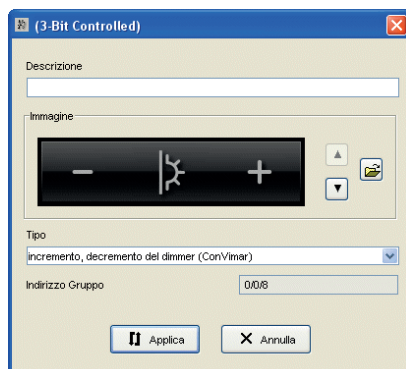 (3-Bit Controlled)
Descrizione
Immagine
Tipo
incremento, decremento del dimmer (ConVimar)
Indirizzo Gruppo
0/0/8
Applica
Annulla